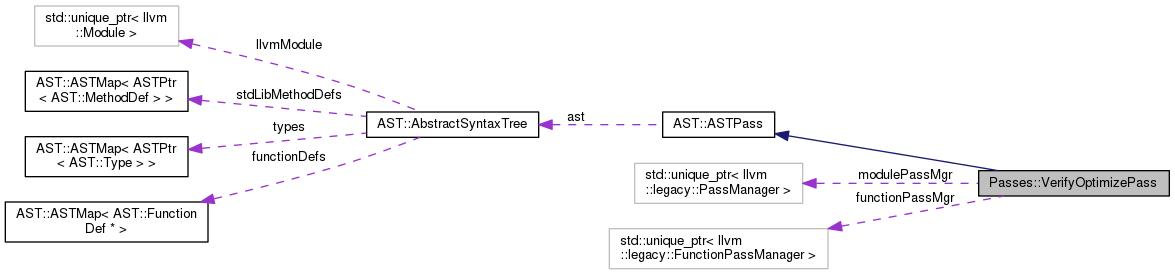 std::unique_ptr< llvm
::Module >
llvmModule
AST::ASTMap< ASTPtr
< AST::MethodDef > >
stdLibMethodDefs
AST::AbstractSyntaxTree
ast
AST::ASTPass
types
AST::ASTMap< ASTPtr
< AST::Type > >
functionDefs
std::unique_ptr< llvm
::legacy::PassManager >
modulePassMgr
Passes::VerifyOptimizePass
functionPassMgr
AST::ASTMap< AST::Function
Def * >
std::unique_ptr< llvm
::legacy::FunctionPassManager >